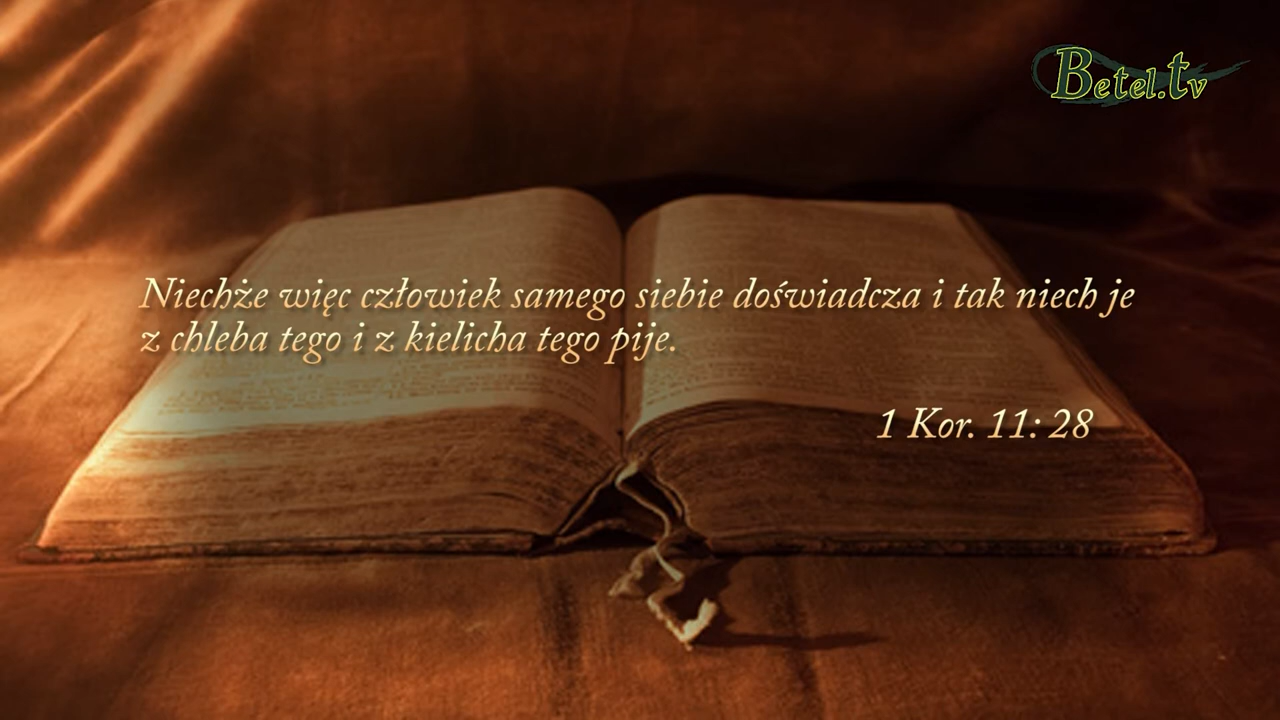 Betel.tv
Niechże więc człowiek samego siebie doświadcza i tak niech je
z chleba tego i z kielicha tego pije.
1 Kor. 11: 28